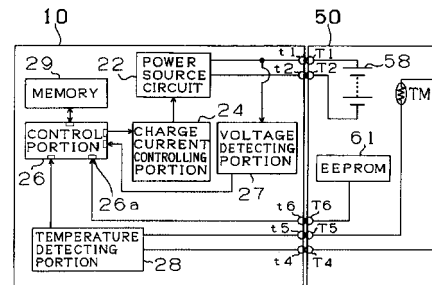 10
50
29
22
t1
T1
58
POWER
SOURCE
CIRCUIT
t2
T2
MEMORY
24
TM
CONTROL
PORTION
CHARGE
CURRENT
CONTROLLING
PORTION
VOLTAGE
DETECTING
PORTION
61
EEPROM
26
26a
27
t6
T6
t5
T5
TEMPERATURE
DETECTING
PORTION
28
t4
T4